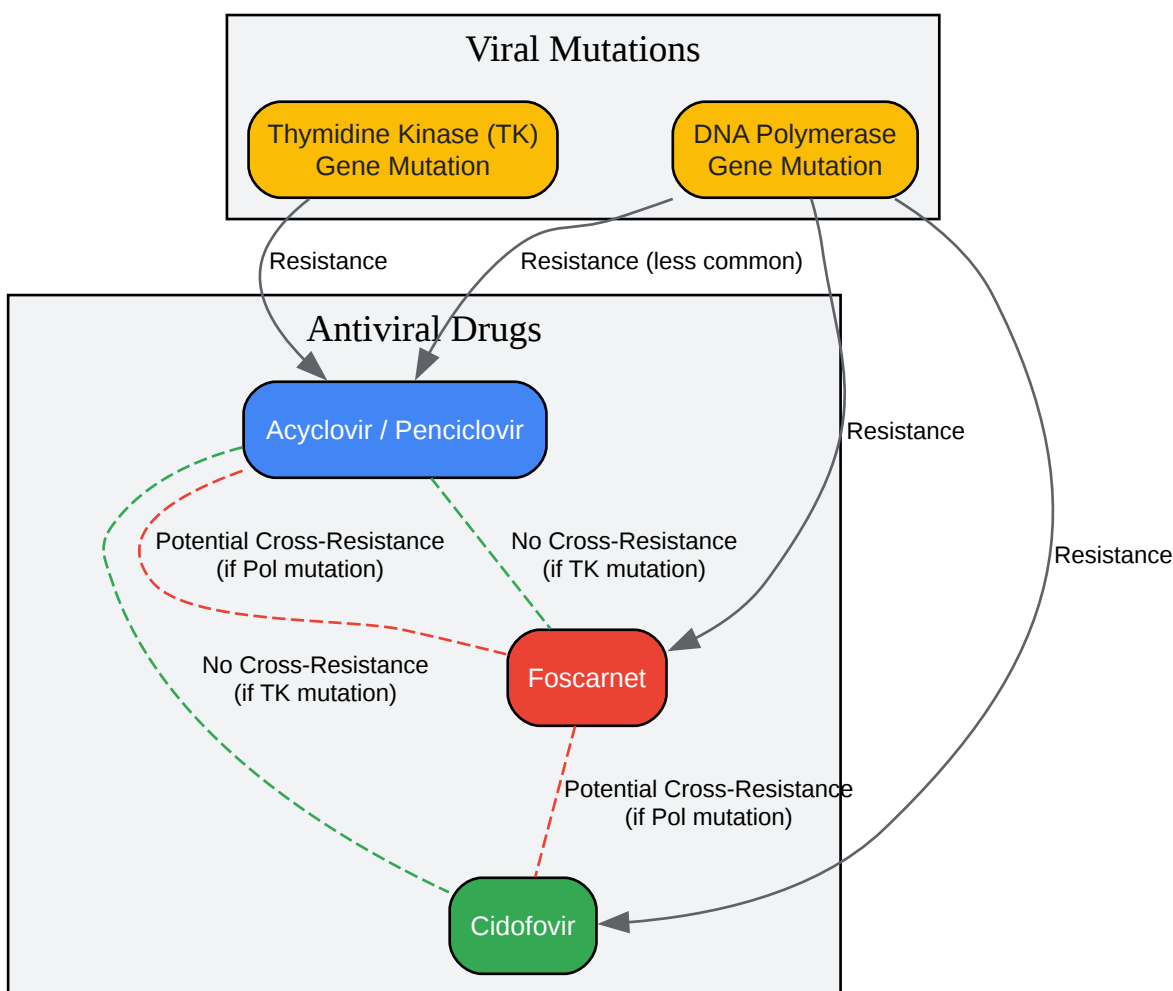 Viral Mutations
Thymidine Kinase (TK)
Gene Mutation
DNA Polymerase
Gene Mutation
Resistance
Resistance (less common)
Antiviral Drugs
Acyclovir / Penciclovir
Resistance
Potential Cross-Resistance
(if Pol mutation)
No Cross-Resistance
(if TK mutation)
Resistance
No Cross-Resistance
(if TK mutation)
Foscarnet
Potential Cross-Resistance
(if Pol mutation)
Cidofovir